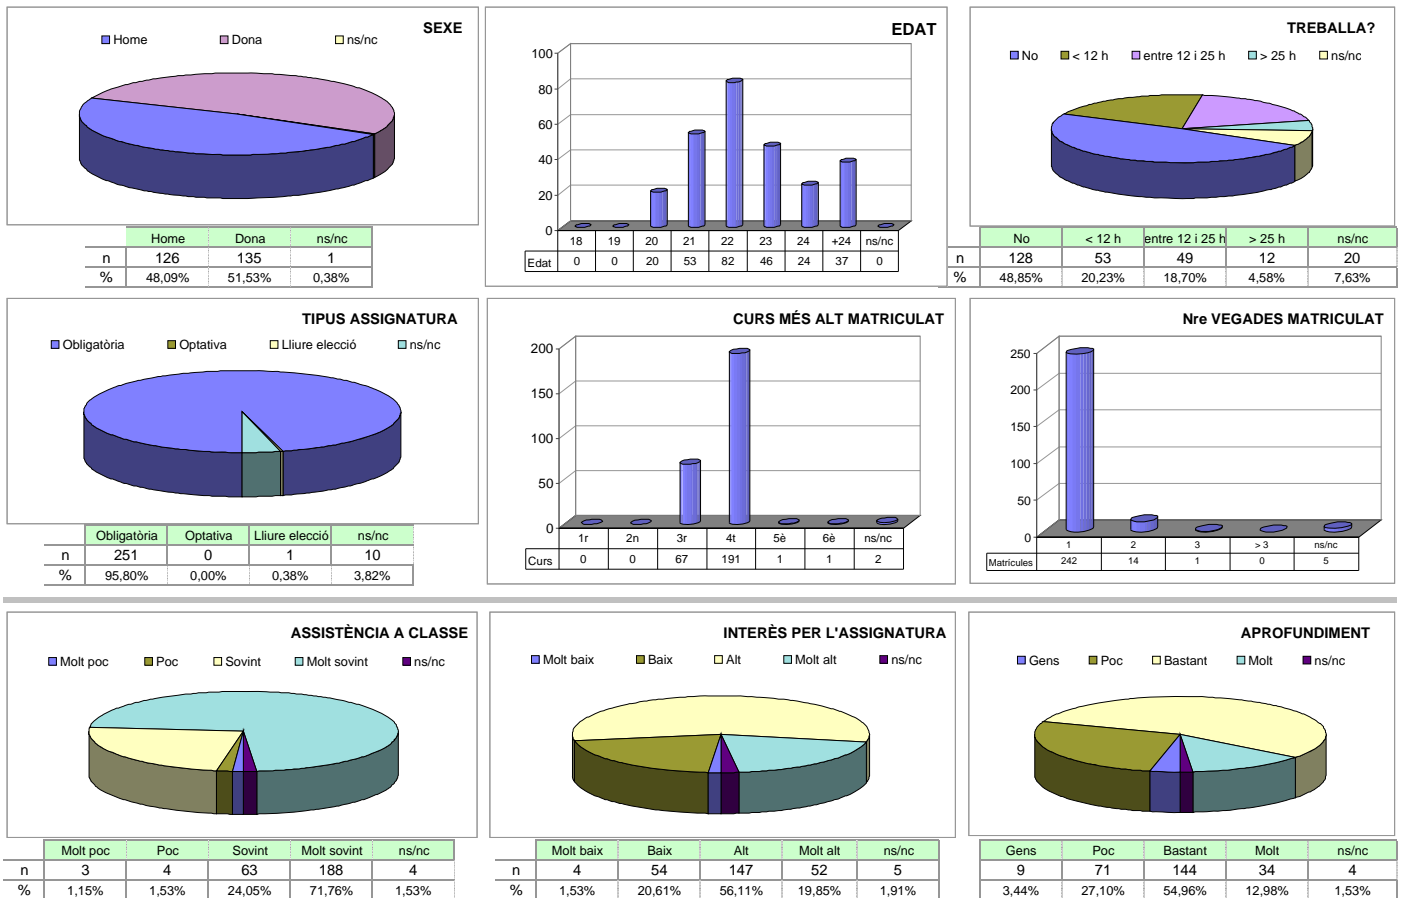 SEXE
Home Dona ns/nc
Home Dona ns/nc
n 126 135 1
% 48,09% 51,53% 0,38%
EDAT
100
80
60
40
20
0
18 19 20 21 22 23 24 +24 ns/nc
Edat 0 0 20 53 82 46 24 37 0
TREBALLA?
No < 12 h entre 12 i 25 h > 25 h ns/nc
No < 12 h entre 12 i 25 h > 25 h ns/nc
n 128 53 49 12 20
% 48,85% 20,23% 18,70% 4,58% 7,63%
TIPUS ASSIGNATURA
Obligatòria Optativa Lliure elecció ns/nc
Obligatòria Optativa Lliure elecció ns/nc
n 251 0 1 10
% 95,80% 0,00% 0,38% 3,82%
CURS MÉS ALT MATRICULAT
200
150
100
50
0
1r 2n 3r 4t 5è 6è ns/nc
Curs 0 0 67 191 1 1 2
Nre VEGADES MATRICULAT
250
200
150
100
50
0
1 2 3 > 3 ns/nc
Matrícules 242 14 1 0 5
ASSISTÈNCIA A CLASSE
Molt poc Poc Sovint Molt sovint ns/nc
Molt poc Poc Sovint Molt sovint ns/nc
n 3 4 63 188 4
% 1,15% 1,53% 24,05% 71,76% 1,53%
INTERÈS PER L'ASSIGNATURA
Molt baix Baix Alt Molt alt ns/nc
Molt baix Baix Alt Molt alt ns/nc
n 4 54 147 52 5
% 1,53% 20,61% 56,11% 19,85% 1,91%
APROFUNDIMENT
Gens Poc Bastant Molt ns/nc
Gens Poc Bastant Molt ns/nc
9 71 144 34 4
3,44% 27,10% 54,96% 12,98% 1,53%